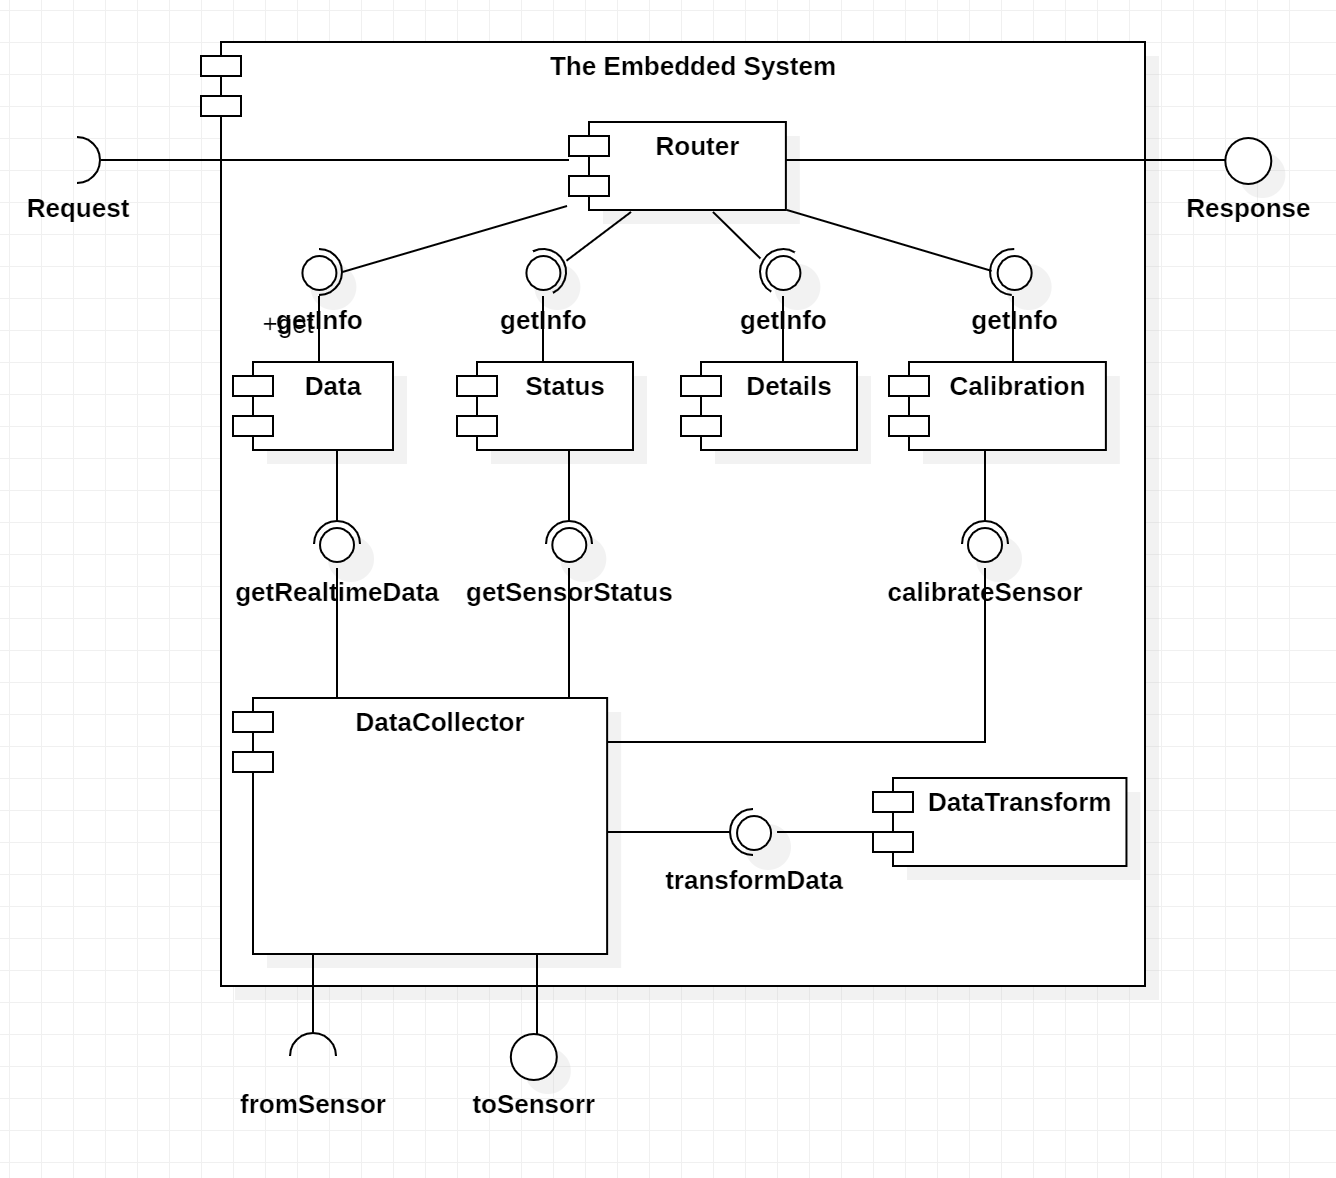 The Embedded System
Router
Request
Response
+get
getInfo
getInfo
getInfo
getInfo
Data
Status
Details
Calibration
getRealtimeData
getSensorStatus
calibrateSensor
DataCollector
DataTransform
transformData
fromSensor
toSensorr